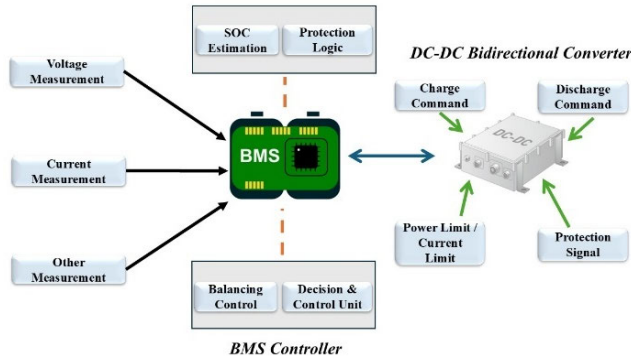 SOC
Estimation
Protection
Logic
DC-DC Bidirectional Converter
Voltage
Measurement
Charge
Command
Discharge
Command
DC-DC
BMS
Current
Measurement
Power Limit /
Current
Limit
Protection
Signal
Other
Measurement
Balancing
Control
Decision &
Control Unit
BMS Controller